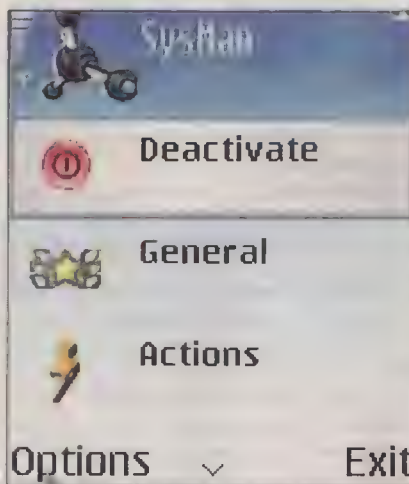 SysMan
Deactivate
General
Actions
Options Exit